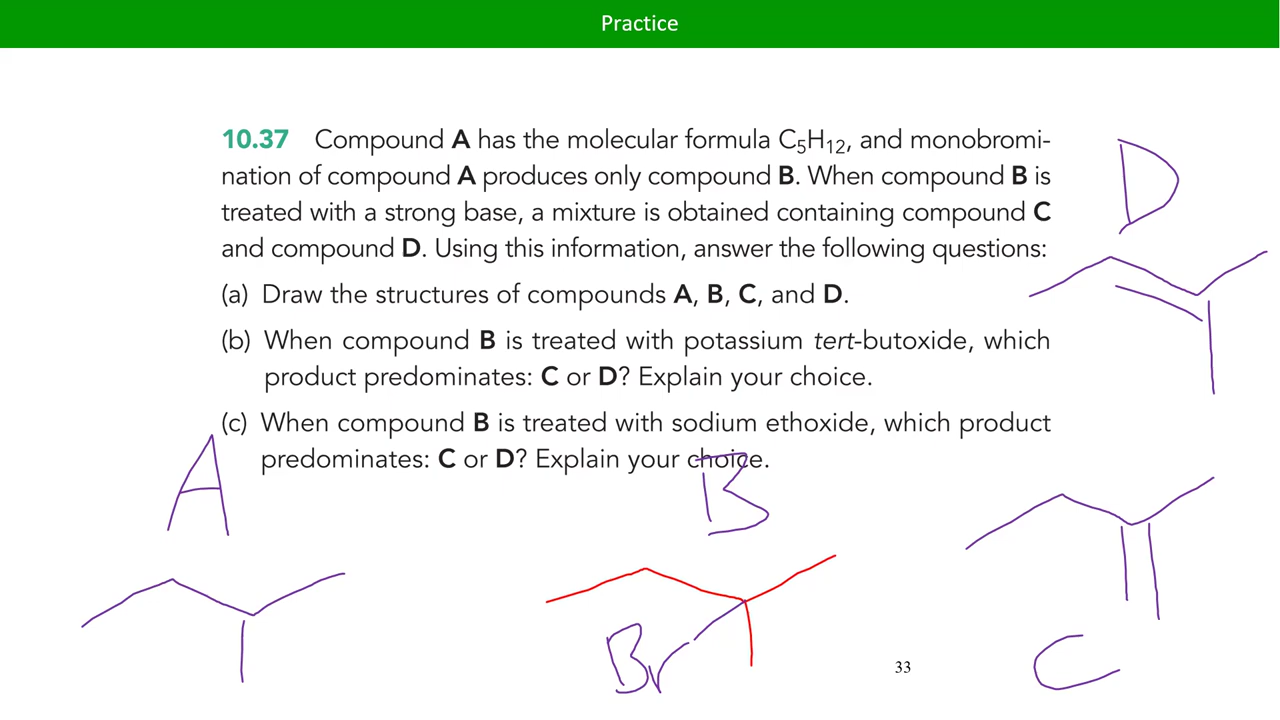 Practice
10.37 Compound A has the molecular formula C₅H₁₂, and monobromi-
nation of compound A produces only compound B. When compound B is
treated with a strong base, a mixture is obtained containing compound C
and compound D. Using this information, answer the following questions:
(a) Draw the structures of compounds A, B, C, and D.
(b) When compound B is treated with potassium tert-butoxide, which
product predominates: C or D? Explain your choice.
(c) When compound B is treated with sodium ethoxide, which product
predominates: C or D? Explain your choice.
D
A
B
Br
C
33